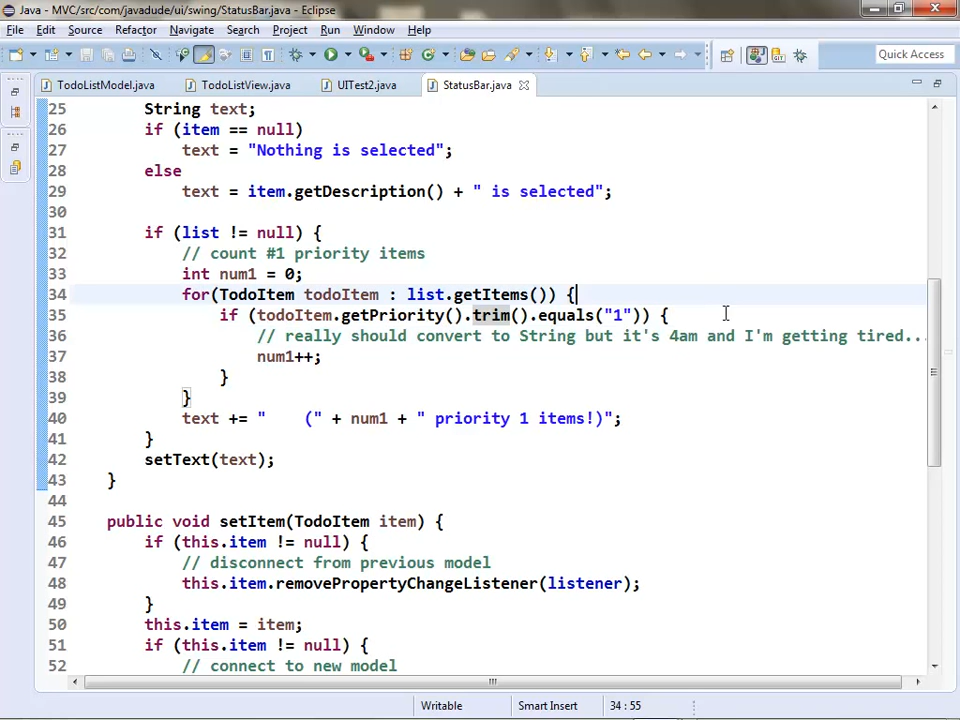 Java - MVC/src/com/javadude/ui/swing/StatusBar.java - Eclipse
File Edit Source Refactor Navigate Search Project Run Window Help
Quick Access
TodoListModel.java TodoListView.java UITest2.java StatusBar.java
25 String text;
26 if (item == null)
27 text = "Nothing is selected";
28 else
29 text = item.getDescription() + " is selected";
30
31 if (list != null) {
32 // count #1 priority items
33 int num1 = 0;
34 for(TodoItem todoItem : list.getItems()) {
35 if (todoItem.getPriority().trim().equals("1")) {
36 // really should convert to String but it's 4am and I'm getting tired...
37 num1++;
38 }
39 }
40 text += "    (" + num1 + " priority 1 items!)";
41 }
42 setText(text);
43 }
44
45 public void setItem(TodoItem item) {
46 if (this.item != null) {
47 // disconnect from previous model
48 this.item.removePropertyChangeListener(listener);
49 }
50 this.item = item;
51 if (this.item != null) {
52 // connect to new model
Writable Smart Insert 34 : 55